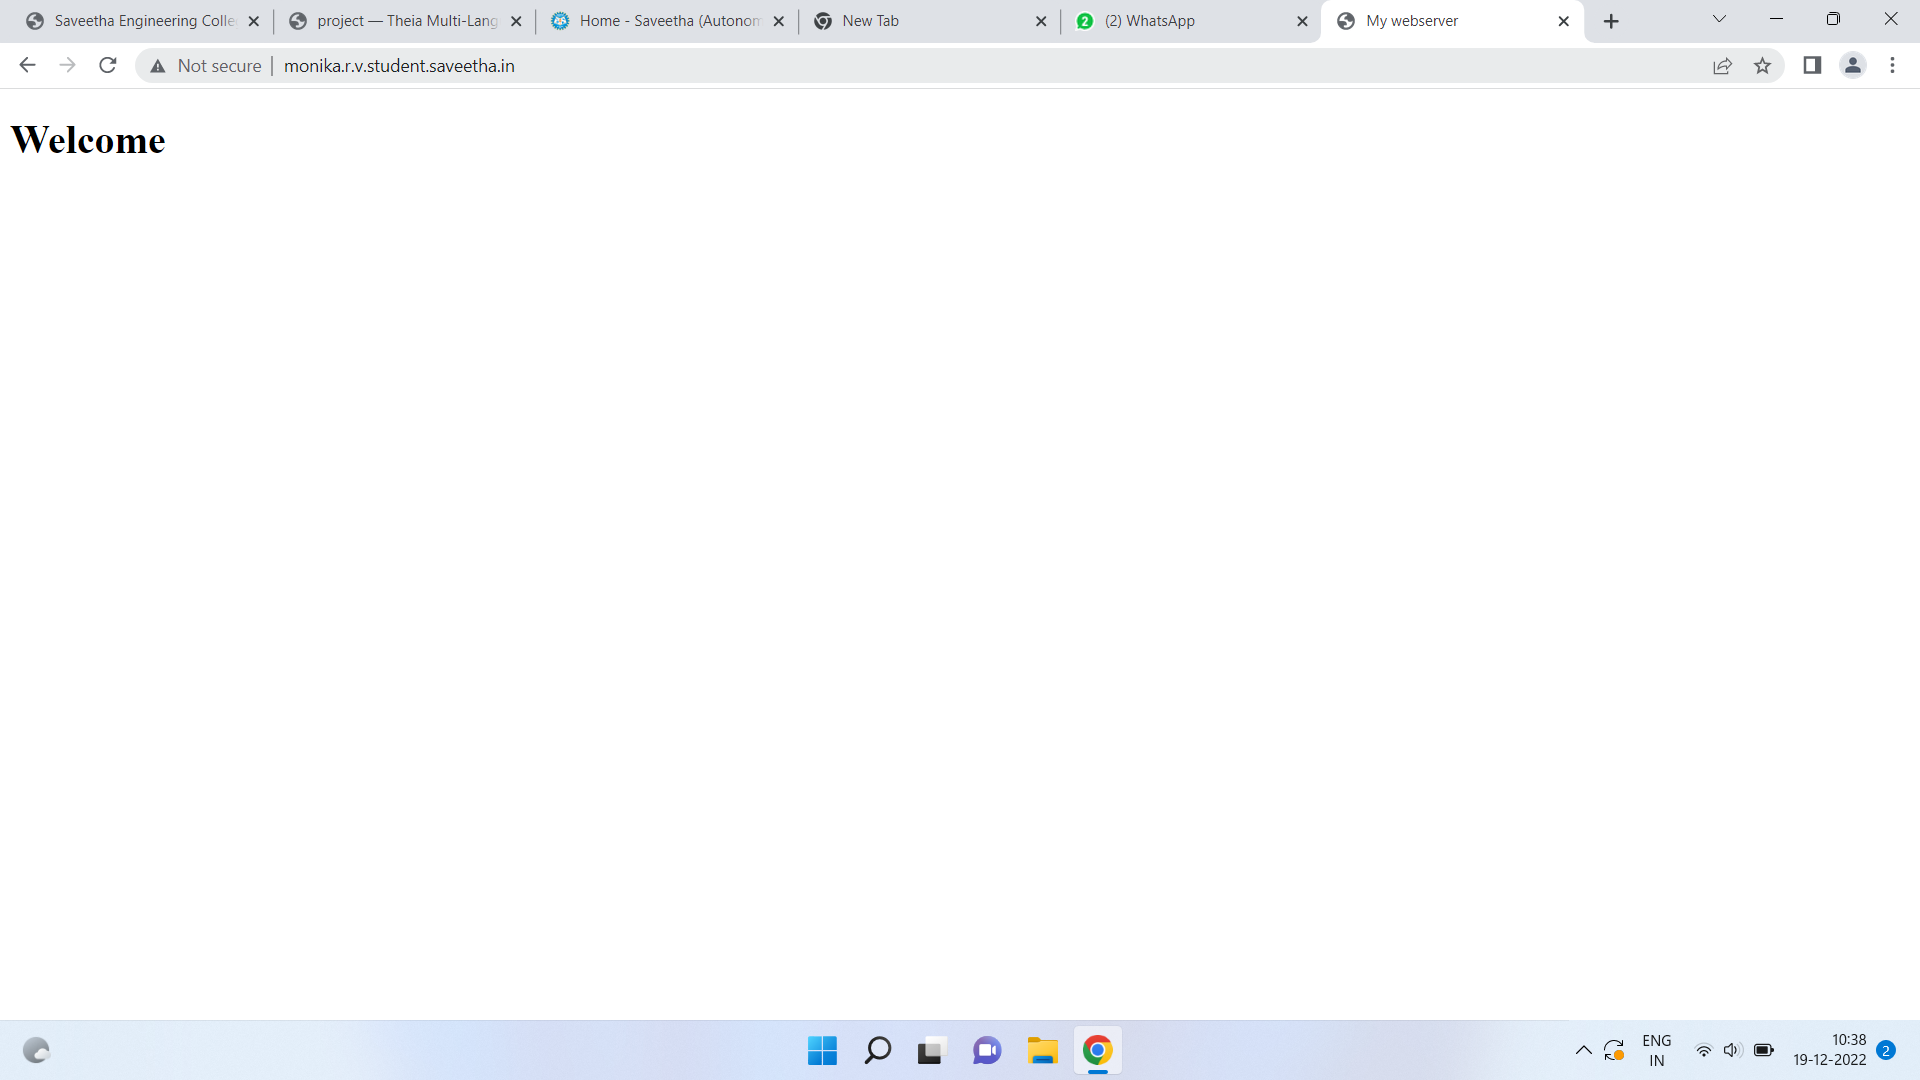 Saveetha Engineering Colle
project — Theia Multi-Lang
Home - Saveetha (Autonom
New Tab
2
(2) WhatsApp
My webserver
Not secure
monika.r.v.student.saveetha.in
Welcome
ENG
IN
10:38
19-12-2022
2